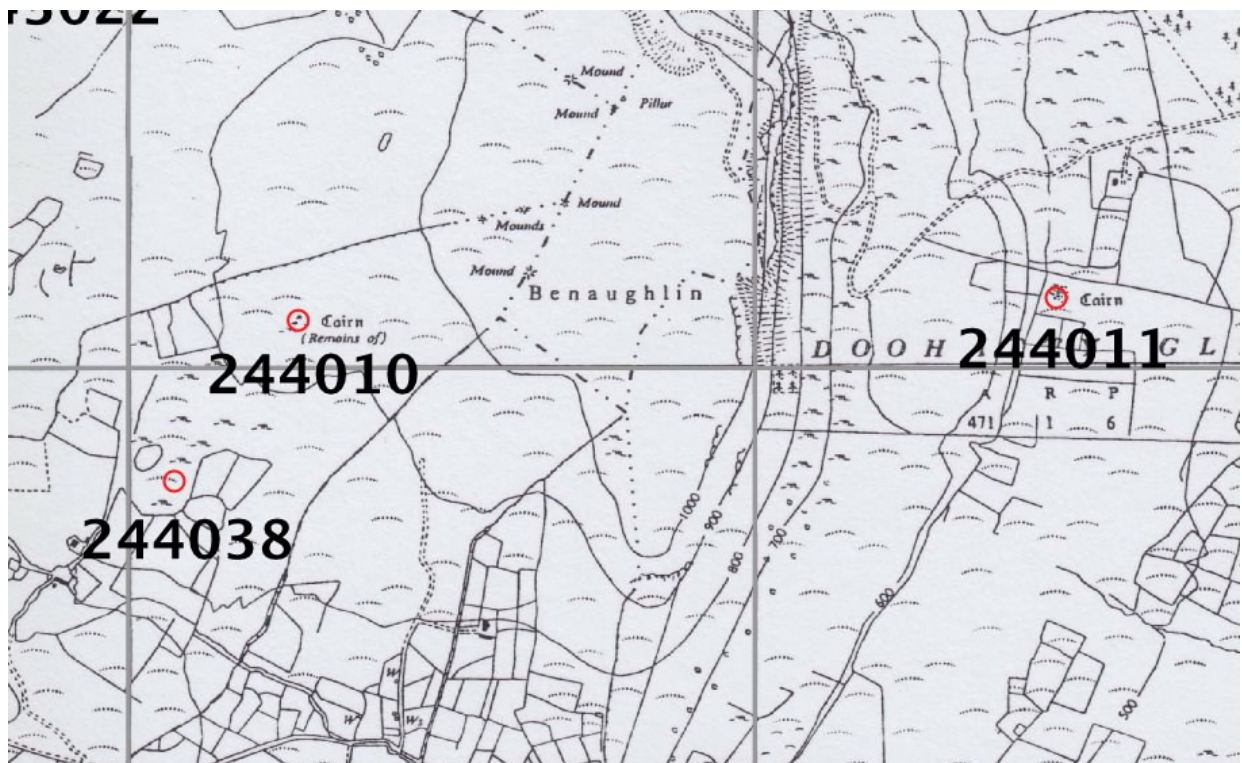 Mound
Mound
Pillar
Mound
Mounds
Mound
Benaughlin
Cairn
(Remains of)
Cairn
244010
244011
D O O H
G L
R P
471 1 6
244038
1000
900
800
700
600
500
W
W
Ws